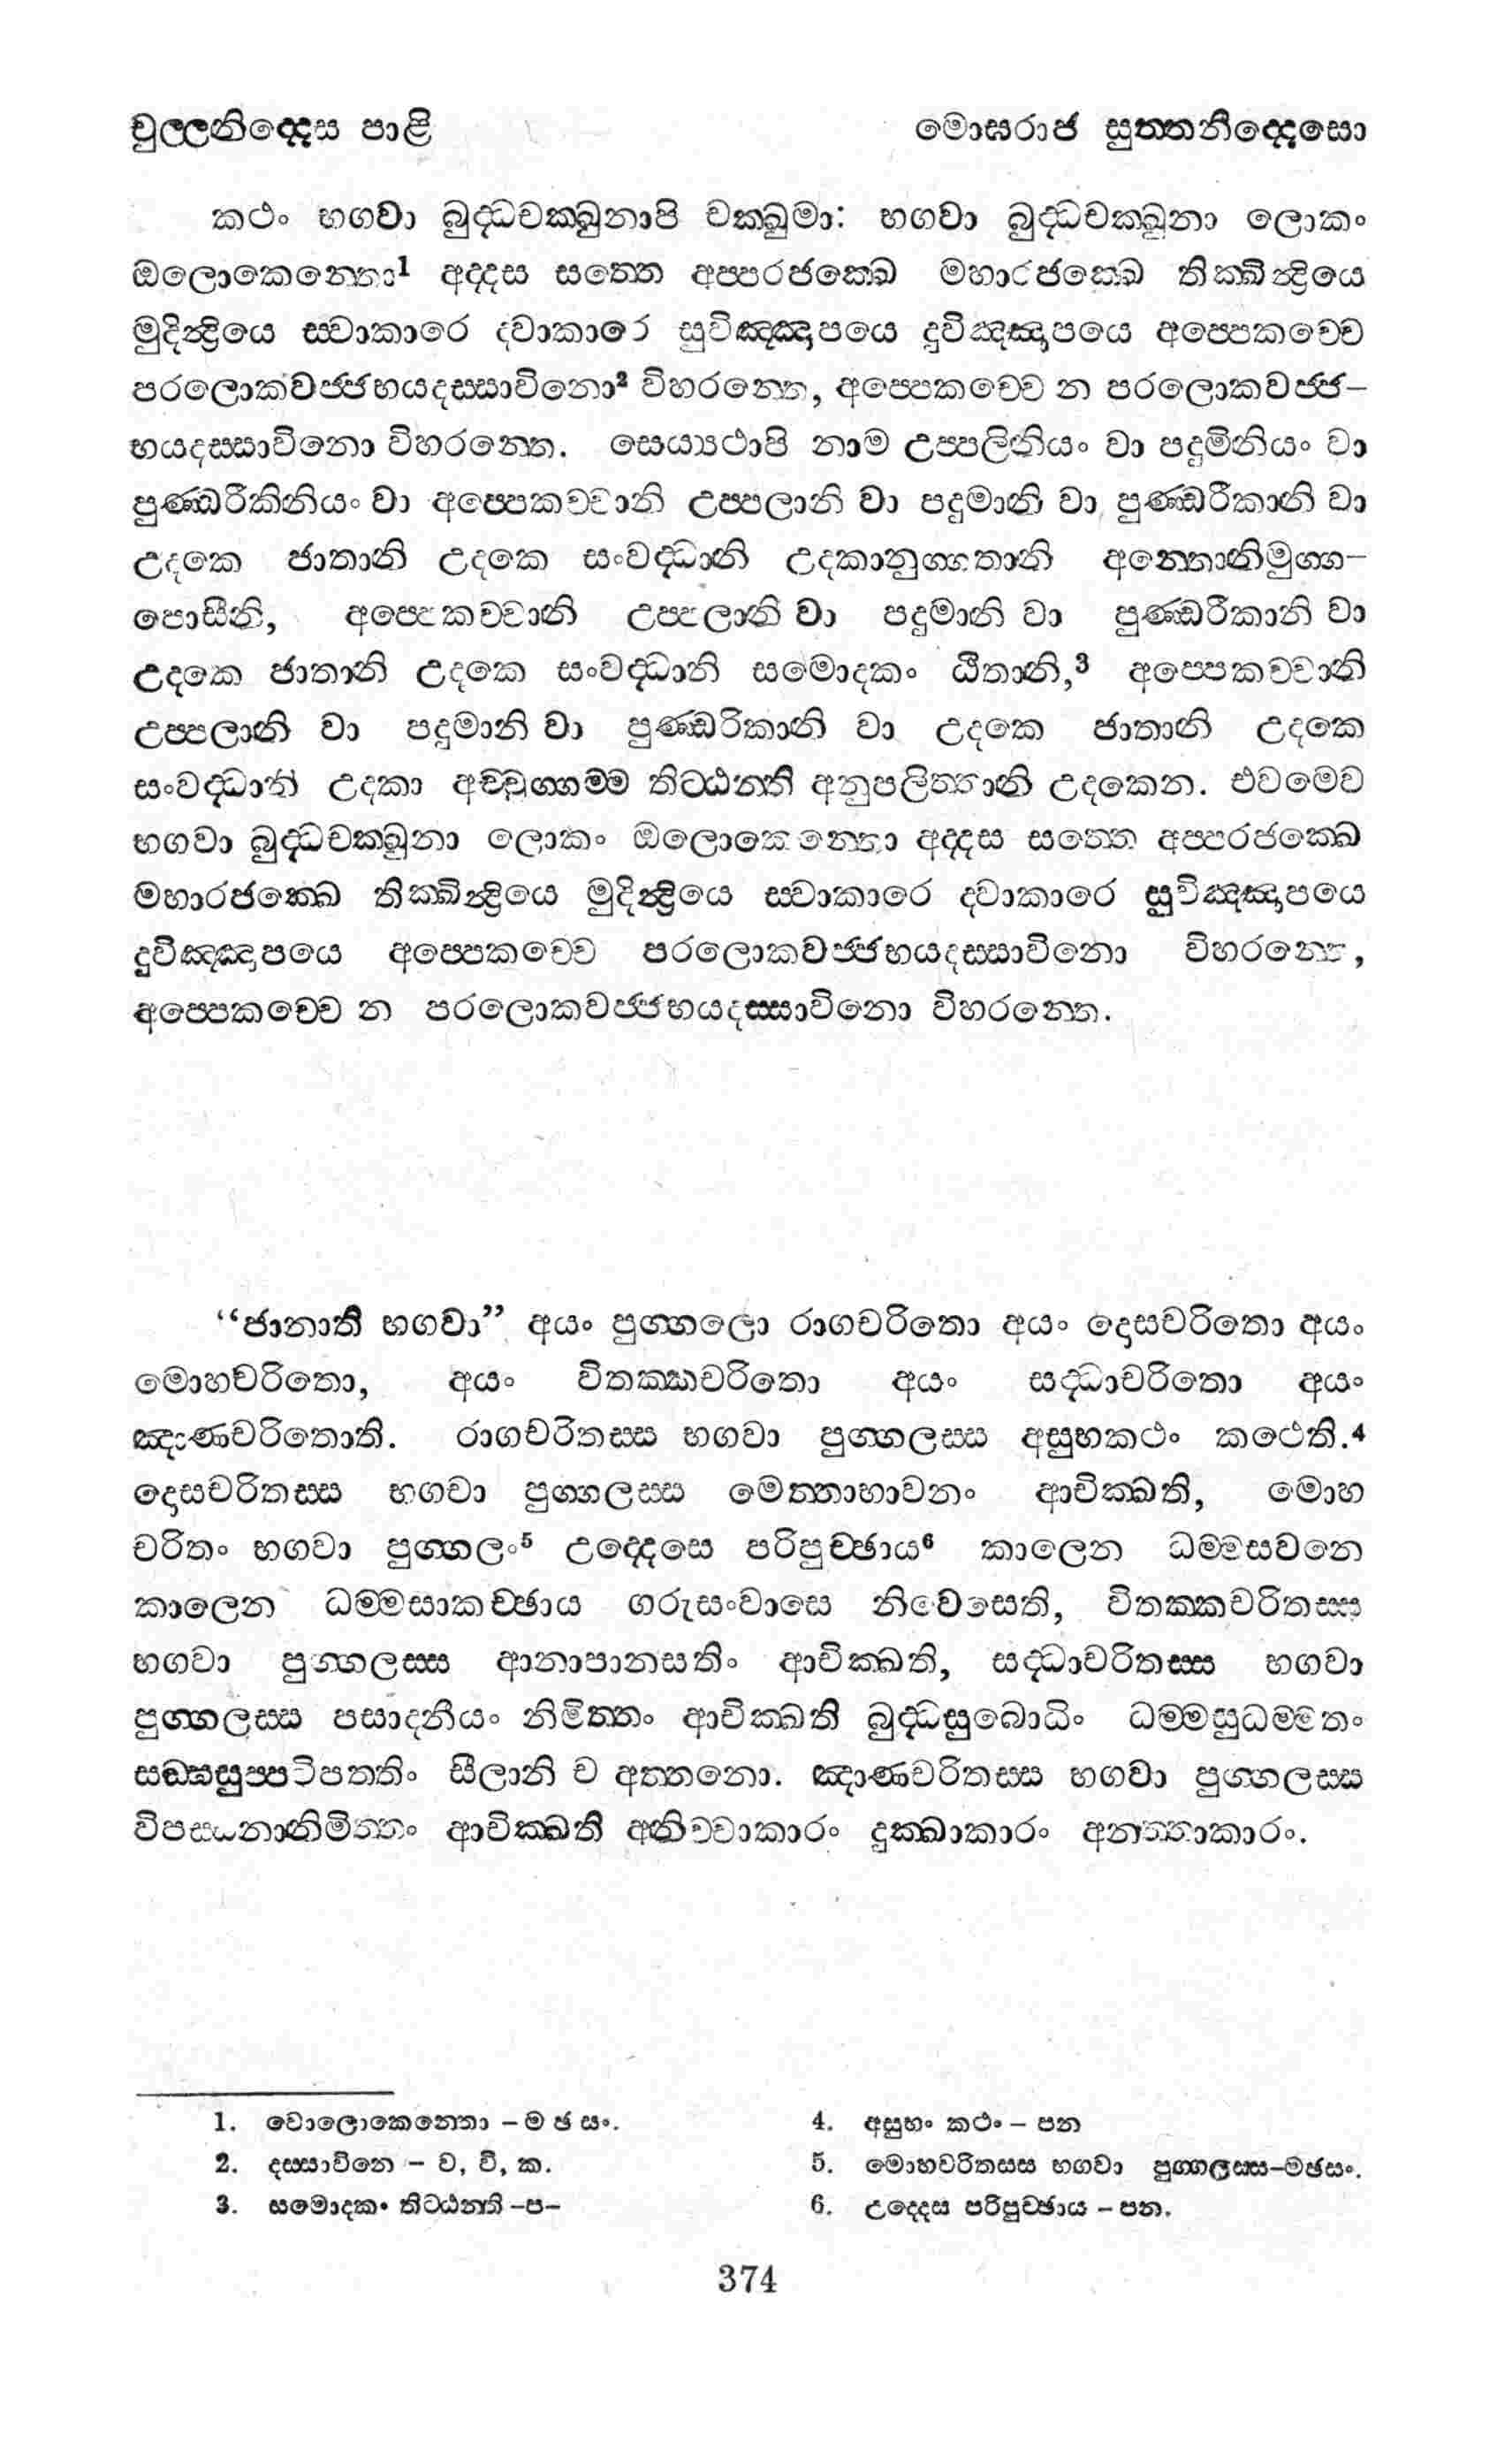 චුල්ලනිද්දෙස පාළි
මොඝරාජ සුත්තනිද්දෙසො
කථං භගවා බුද්ධචක්ඛුනාපි චක්ඛුමා: භගවා බුද්ධචක්ඛුනා ලොකං
ඔලොකෙන්තො1 අද්දස සත්තෙ අප්පරජක්ඛෙ මහාරජක්ඛෙ තික්ඛින්ද්‍රියෙ
මුදින්ද්‍රියෙ ස්වාකාරෙ ද්වාකාරෙ සුවිඤ්ඤාපයෙ දුවිඤ්ඤාපයෙ අප්පෙකච්චෙ
පරලොකවජ්ජභයදස්සාවිනො2 විහරන්තෙ, අප්පෙකච්චෙ න පරලොකවජ්ජ-
භයදස්සාවිනො විහරන්තෙ. සෙය්‍යථාපි නාම උප්පලිනියං වා පදුමිනියං වා
පුණ්ඩරීකිනියං වා අප්පෙකච්චානි උප්පලානි වා පදුමානි වා පුණ්ඩරීකානි වා
උදකෙ ජාතානි උදකෙ සංවද්ධානි උදකානුග්ගතානි අන්තොනිමුග්ග-
පොසීනි, අප්පෙකච්චානි උප්පලානි වා පදුමානි වා පුණ්ඩරීකානි වා
උදකෙ ජාතානි උදකෙ සංවද්ධානි සමොදකං ඨිතානි,3 අප්පෙකච්චානි
උප්පලානි වා පදුමානි වා පුණ්ඩරිකානි වා උදකෙ ජාතානි උදකෙ
සංවද්ධානි උදකා අච්චුග්ගම්ම තිට්ඨන්ති අනුපලිත්තානි උදකෙන. එවමෙව
භගවා බුද්ධචක්ඛුනා ලොකං ඔලොකෙන්තො අද්දස සත්තෙ අප්පරජක්ඛෙ
මහාරජක්ඛෙ තික්ඛින්ද්‍රියෙ මුදින්ද්‍රියෙ ස්වාකාරෙ ද්වාකාරෙ සුවිඤ්ඤාපයෙ
දුවිඤ්ඤාපයෙ අප්පෙකච්චෙ පරලොකවජ්ජභයදස්සාවිනො විහරන්තෙ,
අප්පෙකච්චෙ න පරලොකවජ්ජභයදස්සාවිනො විහරන්තෙ.
“ජානාති භගවා” අයං පුග්ගලො රාගචරිතො අයං දොසචරිතො අයං
මොහචරිතො, අයං විතක්කචරිතො අයං සද්ධාචරිතො අයං
ඤාණචරිතොති. රාගචරිතස්ස භගවා පුග්ගලස්ස අසුභකථං කථෙති.4
දොසචරිතස්ස භගවා පුග්ගලස්ස මෙත්තාභාවනං ආචික්ඛති, මොහ
චරිතං භගවා පුග්ගලං5 උද්දෙසෙ පරිපුච්ඡාය6 කාලෙන ධම්මසවනෙ
කාලෙන ධම්මසාකච්ඡාය ගරුසංවාසෙ නිවෙසෙති, විතක්කචරිතස්ස
භගවා පුග්ගලස්ස ආනාපානසතිං ආචික්ඛති, සද්ධාචරිතස්ස භගවා
පුග්ගලස්ස පසාදනීයං නිමිත්තං ආචික්ඛති බුද්ධසුබොධිං ධම්මසුධම්මතං
සඞ්ඝසුප්පටිපත්තිං සීලානි ච අත්තනො. ඤාණචරිතස්ස භගවා පුග්ගලස්ස
විපස්සනානිමිත්තං ආචික්ඛති අනිච්චාකාරං දුක්ඛාකාරං අනත්තාකාරං.
1. වොලොකෙන්තො - ම ඡ සං.
2. දස්සාවිනෙ - ව, වි, ක.
3. සමොදකං තිට්ඨන්ති -ප-
4. අසුභං කථං - පන
5. මොහචරිතස්ස භගවා පුග්ගලස්ස-මඡසං.
6. උද්දෙස පරිපුච්ඡාය - පන.
374